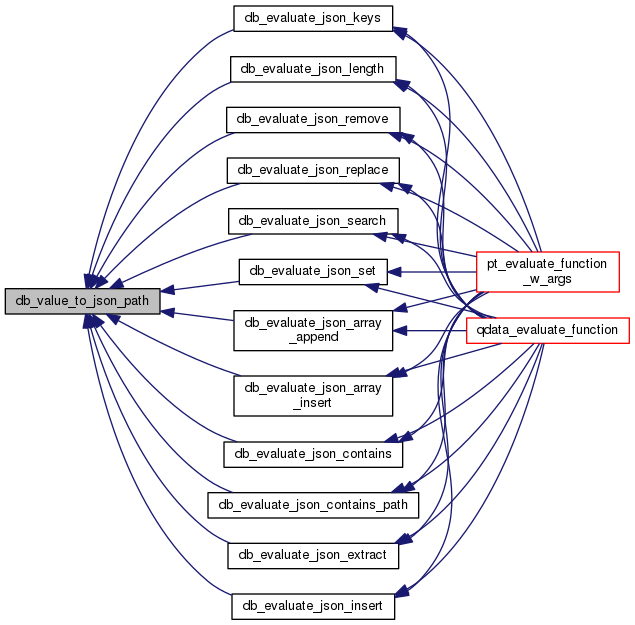 db_evaluate_json_keys
db_evaluate_json_length
db_evaluate_json_remove
db_evaluate_json_replace
db_evaluate_json_search
db_evaluate_json_set
db_value_to_json_path
db_evaluate_json_array
_append
db_evaluate_json_array
_insert
db_evaluate_json_contains
db_evaluate_json_contains_path
db_evaluate_json_extract
db_evaluate_json_insert
pt_evaluate_function
_w_args
qdata_evaluate_function